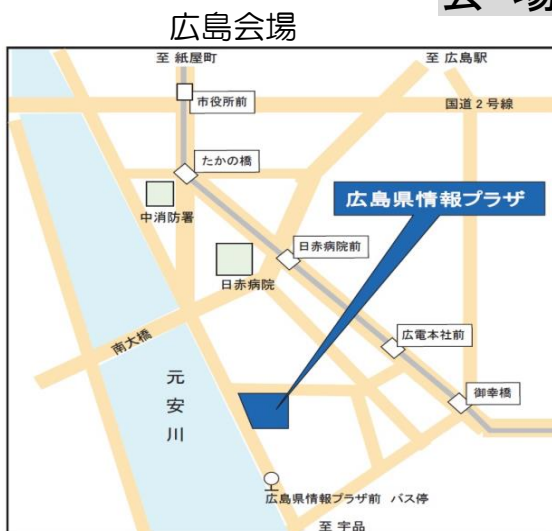 会 場
広島会場
至 紙屋町
至 広島駅
市役所前
国道2号線
たかの橋
広島県情報プラザ
中消防署
日赤病院前
日赤病院
南大橋
広電本社前
元安川
御幸橋
広島県情報プラザ前 バス停
至 宇品